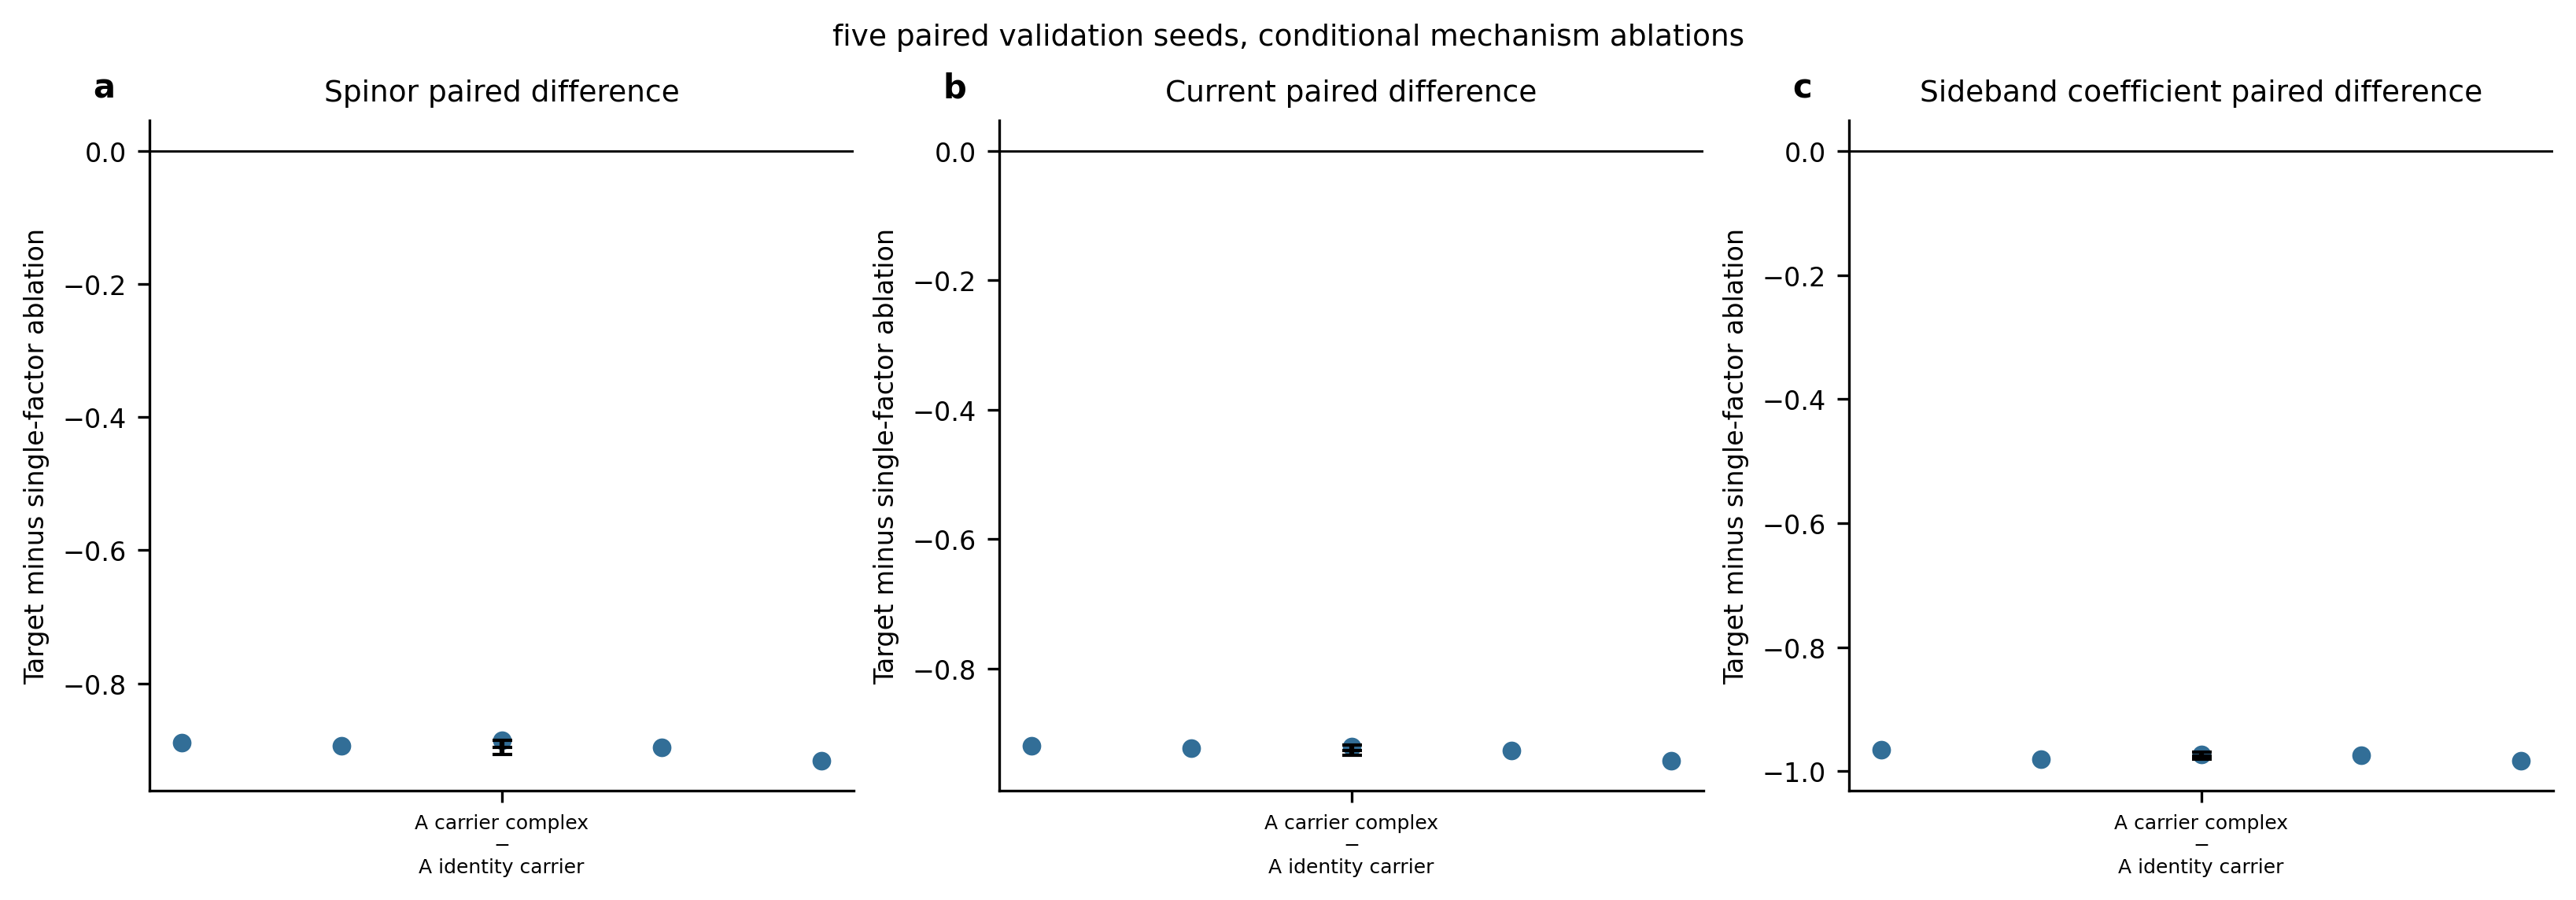 five paired validation seeds, conditional mechanism ablations
a
Spinor paired difference
Target minus single-factor ablation
0.0
−0.2
−0.4
−0.6
−0.8
A carrier complex
−
A identity carrier
b
Current paired difference
Target minus single-factor ablation
0.0
−0.2
−0.4
−0.6
−0.8
A carrier complex
−
A identity carrier
c
Sideband coefficient paired difference
Target minus single-factor ablation
0.0
−0.2
−0.4
−0.6
−0.8
−1.0
A carrier complex
−
A identity carrier